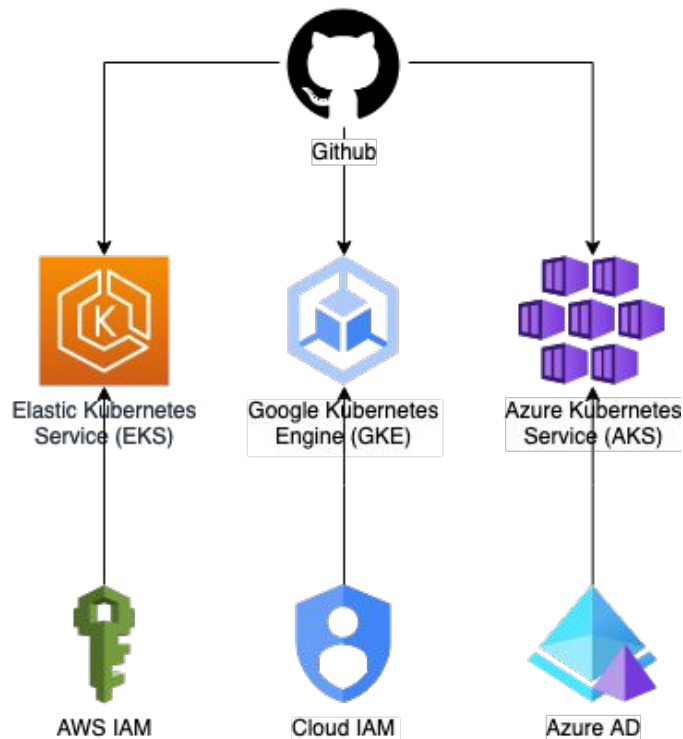 Github
K
Elastic Kubernetes
Service (EKS)
Google Kubernetes
Engine (GKE)
Azure Kubernetes
Service (AKS)
AWS IAM
Cloud IAM
Azure AD